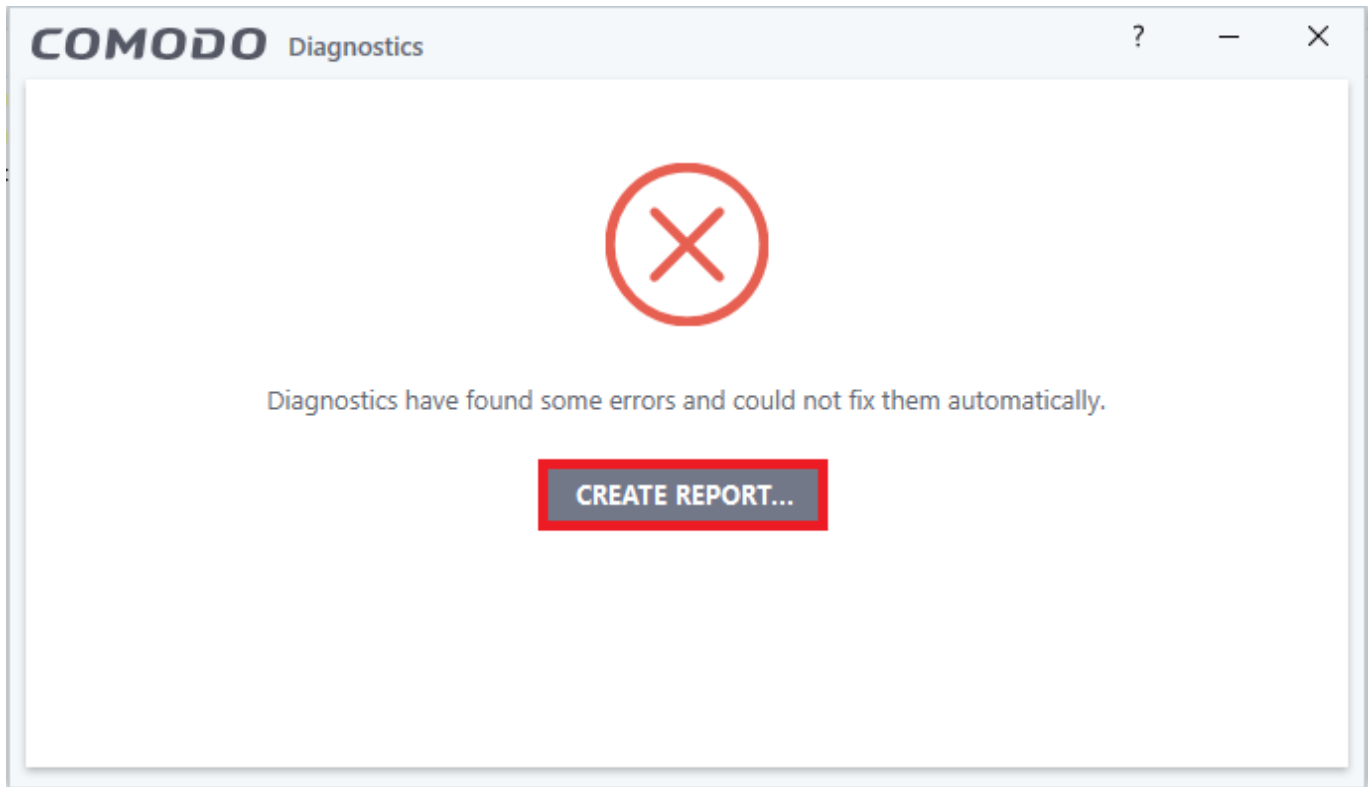 COMODO Diagnostics ?
Diagnostics have found some errors and could not fix them automatically.
CREATE REPORT...